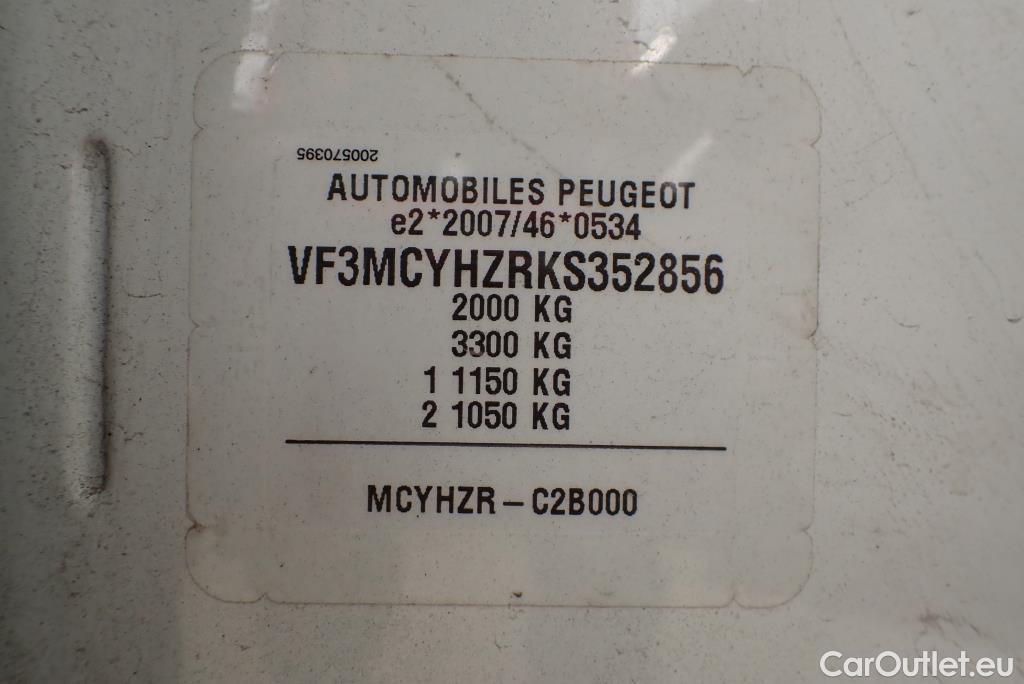 200570395
AUTOMOBILES PEUGEOT
e2*2007/46*0534
VF3MCYHZRKS352856
2000 KG
3300 KG
1 1150 KG
2 1050 KG
MCYHZR – C2B000
CarOutlet.eu